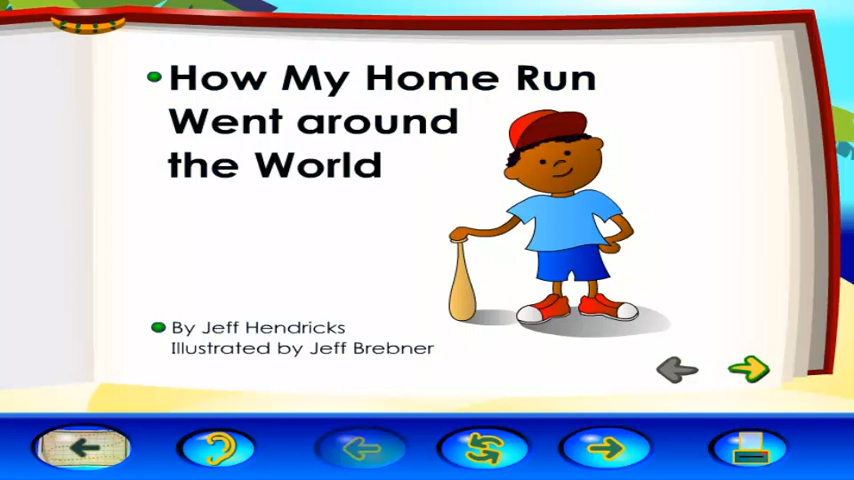 How My Home Run
Went around
the World
By Jeff Hendricks
Illustrated by Jeff Brebner